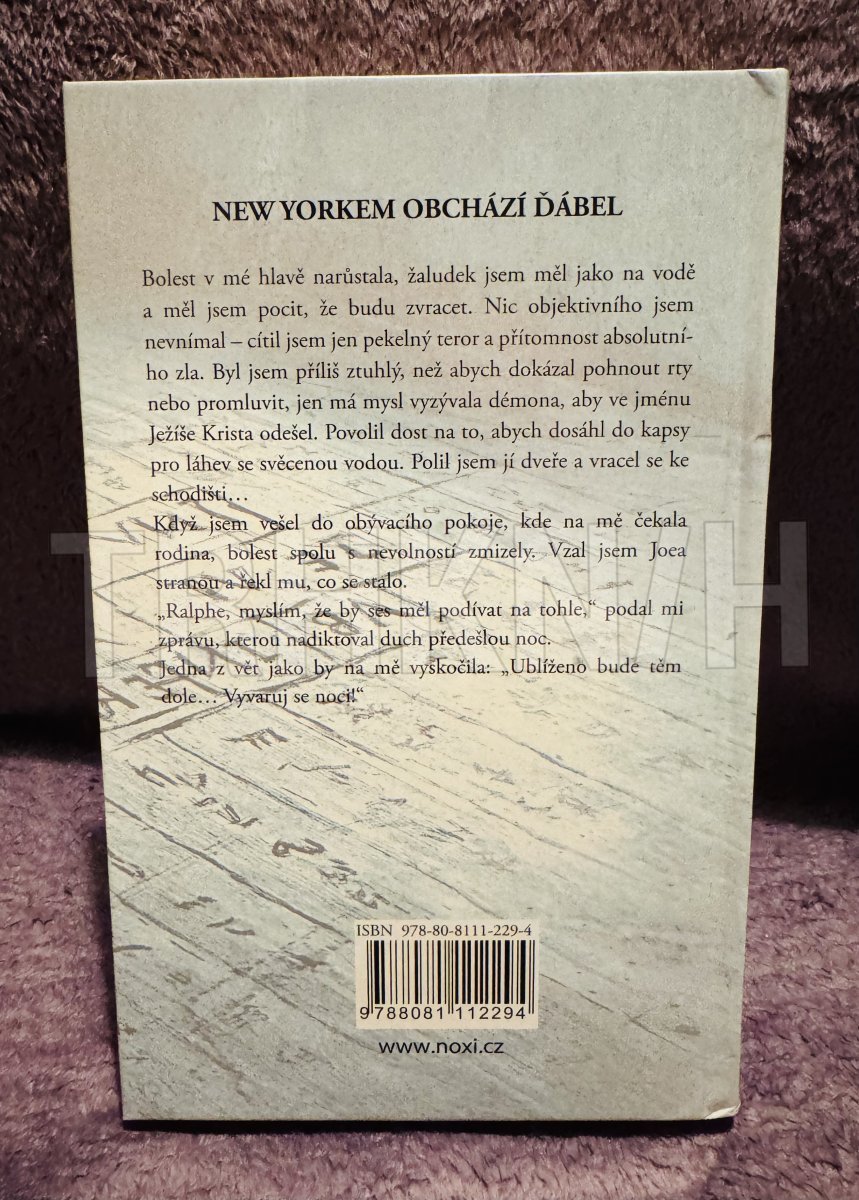 NEW YORKEM OBCHÁZÍ ĎÁBEL
Bolest v mé hlavě narůstala, žaludek jsem měl jako na vodě
a měl jsem pocit, že budu zvracet. Nic objektivního jsem
nevnímal – cítil jsem jen pekelný teror a přítomnost absolutní-
ho zla. Byl jsem příliš ztuhlý, než abych dokázal pohnout rty
nebo promluvit, jen má mysl vyzývala démona, aby ve jménu
Ježíše Krista odešel. Povolil dost na to, abych dosáhl do kapsy
pro láhev se svěcenou vodou. Polil jsem jí dveře a vracel se ke
schodišti…
Když jsem vešel do obývacího pokoje, kde na mě čekala
rodina, bolest spolu s nevolností zmizely. Vzal jsem Joea
stranou a řekl mu, co se stalo.
„Ralphe, myslím, že by ses měl podívat na tohle,“ podal mi
zprávu, kterou nadiktoval duch předešlou noc.
Jedna z vět jako by na mě vyskočila: „Ublíženo bude těm
dole… Vyvaruj se noci!“
ISBN 978-80-8111-229-4
9 788081 112294
www.noxi.cz